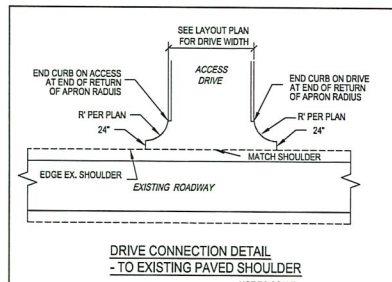 SEE LAYOUT PLAN
FOR DRIVE WIDTH
END CURB ON ACCESS
AT END OF RETURN
OF APRON RADUIS
ACCESS
DRIVE
END CURB ON DRIVE
AT END OF RETURN
OF APRON RADIUS
R' PER PLAN
24"
R' PER PLAN
24"
MATCH SHOULDER
EDGE EX. SHOULDER
EXISTING ROADWAY
DRIVE CONNECTION DETAIL
- TO EXISTING PAVED SHOULDER